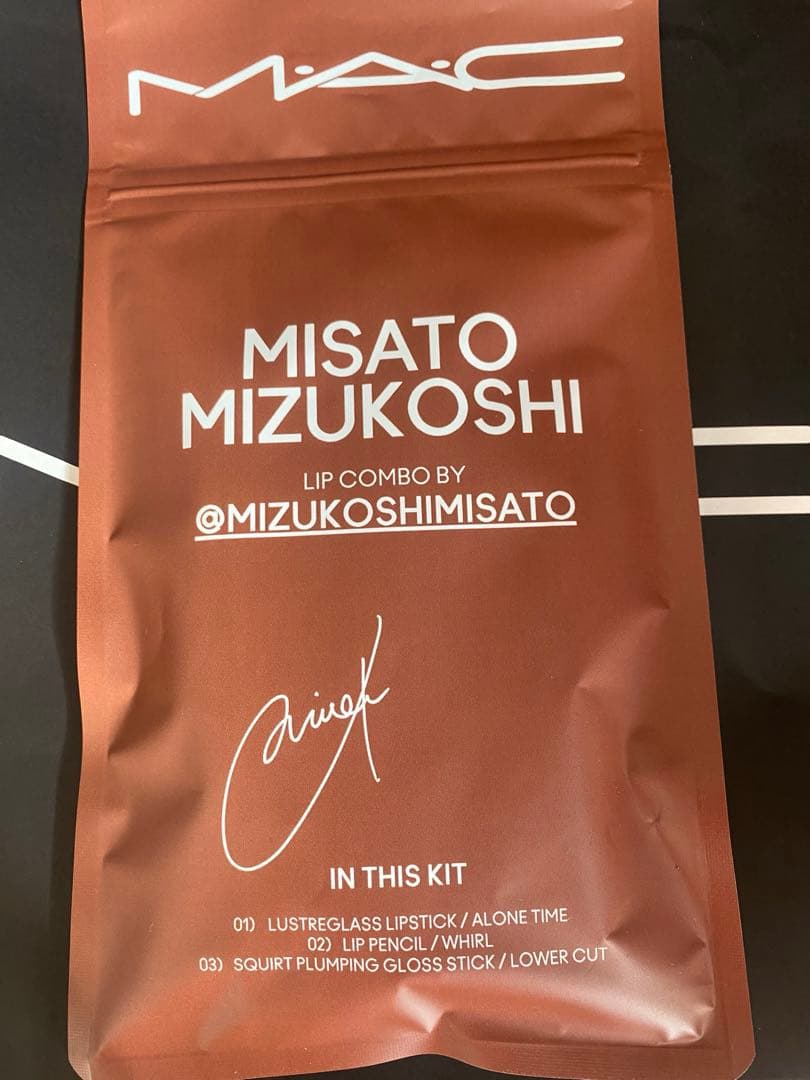 M·A·C
MISATO
MIZUKOSHI
LIP COMBO BY
@MIZUKOSHIMISATO
IN THIS KIT
01) LUSTREGLASS LIPSTICK / ALONE TIME
02) LIP PENCIL / WHIRL
03) SQUIRT PLUMPING GLOSS STICK / LOWER CUT